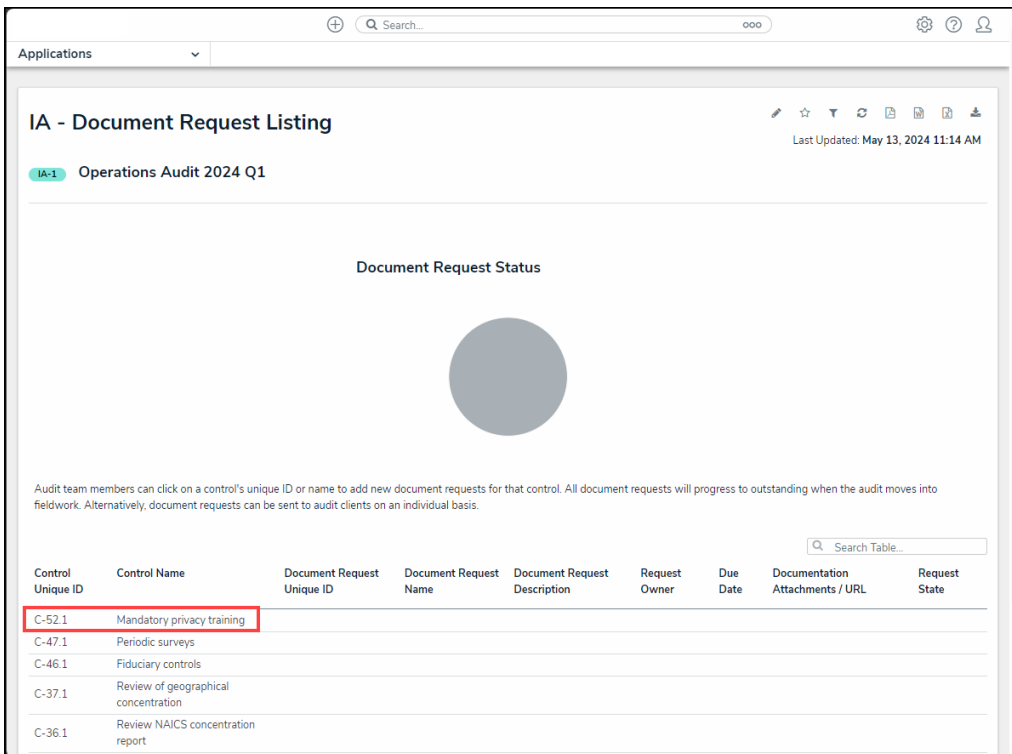 Search...
Applications
IA - Document Request Listing
Last Updated: May 13, 2024 11:14 AM
IA-1 Operations Audit 2024 Q1
Document Request Status
Audit team members can click on a control's unique ID or name to add new document requests for that control. All document requests will progress to outstanding when the audit moves into
fieldwork. Alternatively, document requests can be sent to audit clients on an individual basis.
Search Table...
Control Unique ID Control Name Document Request Unique ID Document Request Name Document Request Description Request Owner Due Date Documentation Attachments / URL Request State
C-52.1 Mandatory privacy training
C-47.1 Periodic surveys
C-46.1 Fiduciary controls
C-37.1 Review of geographical
concentration
C-36.1 Review NAICS concentration
report